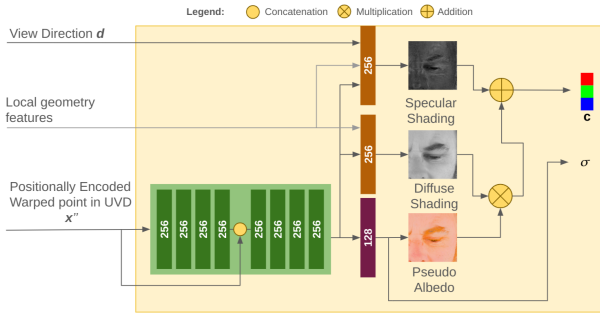 Legend: Concatenation Multiplication Addition
View Direction d
256
Specular
Shading
c
Local geometry
features
256
Diffuse
Shading
σ
Positionally Encoded
Warped point in UVD
x"
256 256 256 256 256 256 256 256
128
Pseudo
Albedo